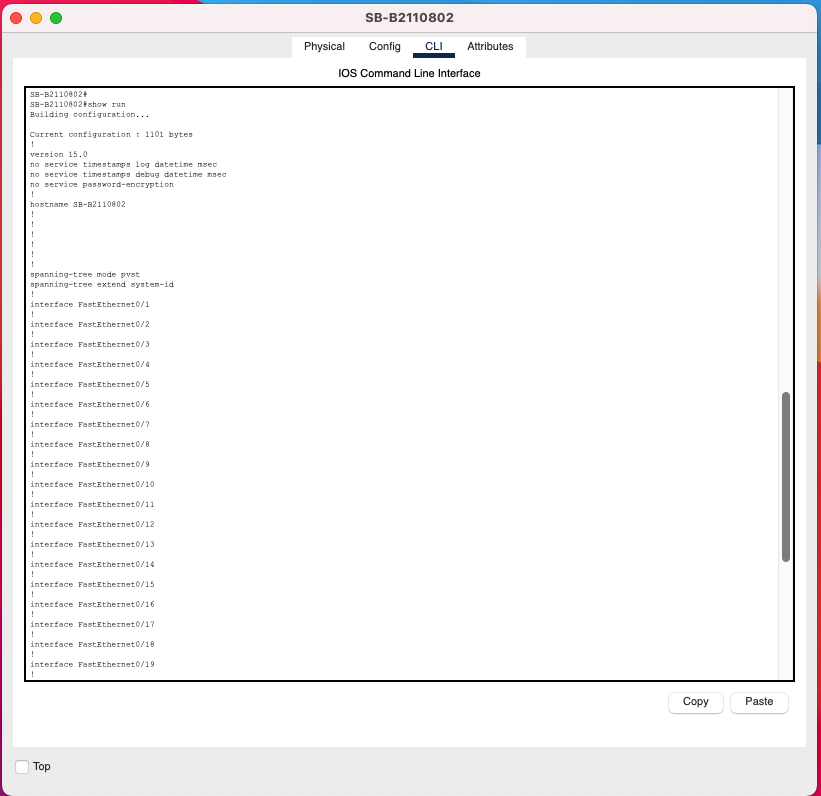 SB-B2110802
Physical Config CLI Attributes
IOS Command Line Interface
SB-B2110802#
SB-B2110802#show run
Building configuration...
Current configuration : 1101 bytes
!
version 15.0
no service timestamps log datetime msec
no service timestamps debug datetime msec
no service password-encryption
!
hostname SB-B2110802
!
!
!
!
!
!
spanning-tree mode pvst
spanning-tree extend system-id
!
interface FastEthernet0/1
!
interface FastEthernet0/2
!
interface FastEthernet0/3
!
interface FastEthernet0/4
!
interface FastEthernet0/5
!
interface FastEthernet0/6
!
interface FastEthernet0/7
!
interface FastEthernet0/8
!
interface FastEthernet0/9
!
interface FastEthernet0/10
!
interface FastEthernet0/11
!
interface FastEthernet0/12
!
interface FastEthernet0/13
!
interface FastEthernet0/14
!
interface FastEthernet0/15
!
interface FastEthernet0/16
!
interface FastEthernet0/17
!
interface FastEthernet0/18
!
interface FastEthernet0/19
!
Copy Paste
Top